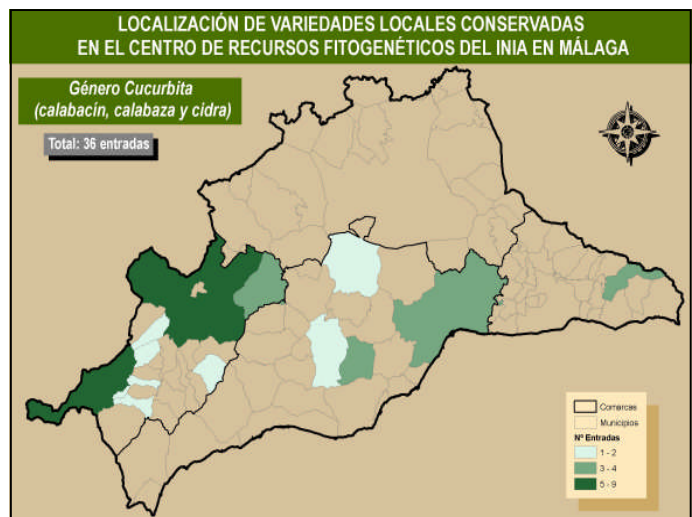 LOCALIZACIÓN DE VARIEDADES LOCALES CONSERVADAS
EN EL CENTRO DE RECURSOS FITOGENÉTICOS DEL INIA EN MÁLAGA
Género Cucurbita
(calabacín, calabaza y cidra)
Total: 36 entradas
Comarcas
Municipios
Nº Entradas
1 - 2
3 - 4
5 - 9